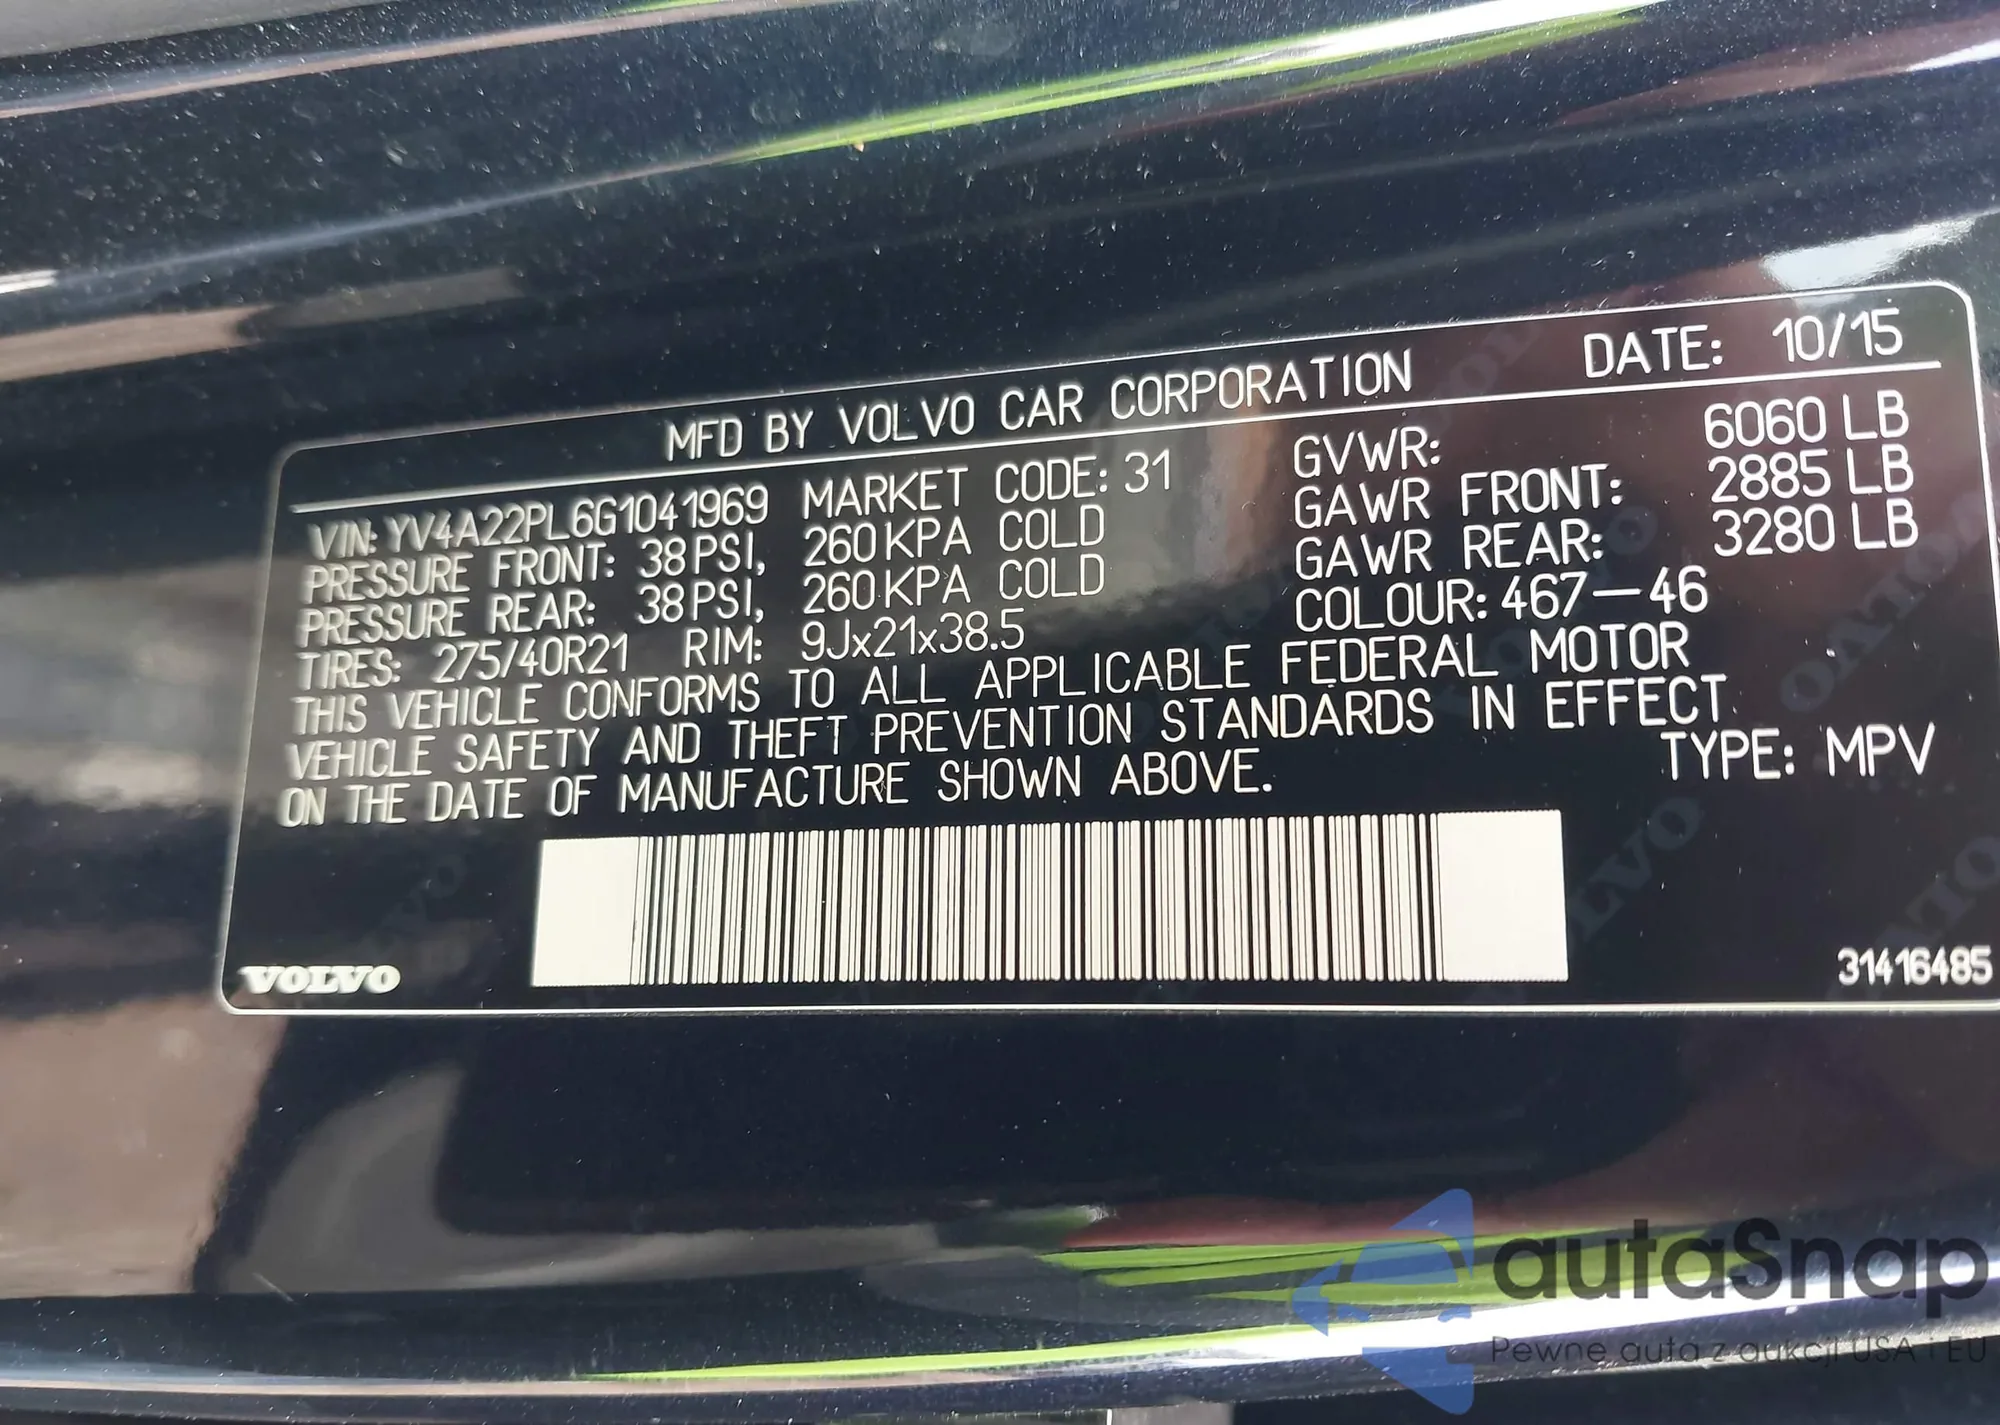 MFD BY VOLVO CAR CORPORATION DATE: 10/15
VIN: YV4A22PL6G1041969 MARKET CODE: 31 GVWR: 6060 LB
PRESSURE FRONT: 38 PSI, 260 KPA COLD GAWR FRONT: 2885 LB
PRESSURE REAR: 38 PSI, 260 KPA COLD GAWR REAR: 3280 LB
TIRES: 275/40R21 RIM: 9Jx21x38.5 COLOUR: 467-46
THIS VEHICLE CONFORMS TO ALL APPLICABLE FEDERAL MOTOR
VEHICLE SAFETY AND THEFT PREVENTION STANDARDS IN EFFECT
ON THE DATE OF MANUFACTURE SHOWN ABOVE. TYPE: MPV
VOLVO 31416485
autaSnap
Pewne auta z aukcji USA i EU